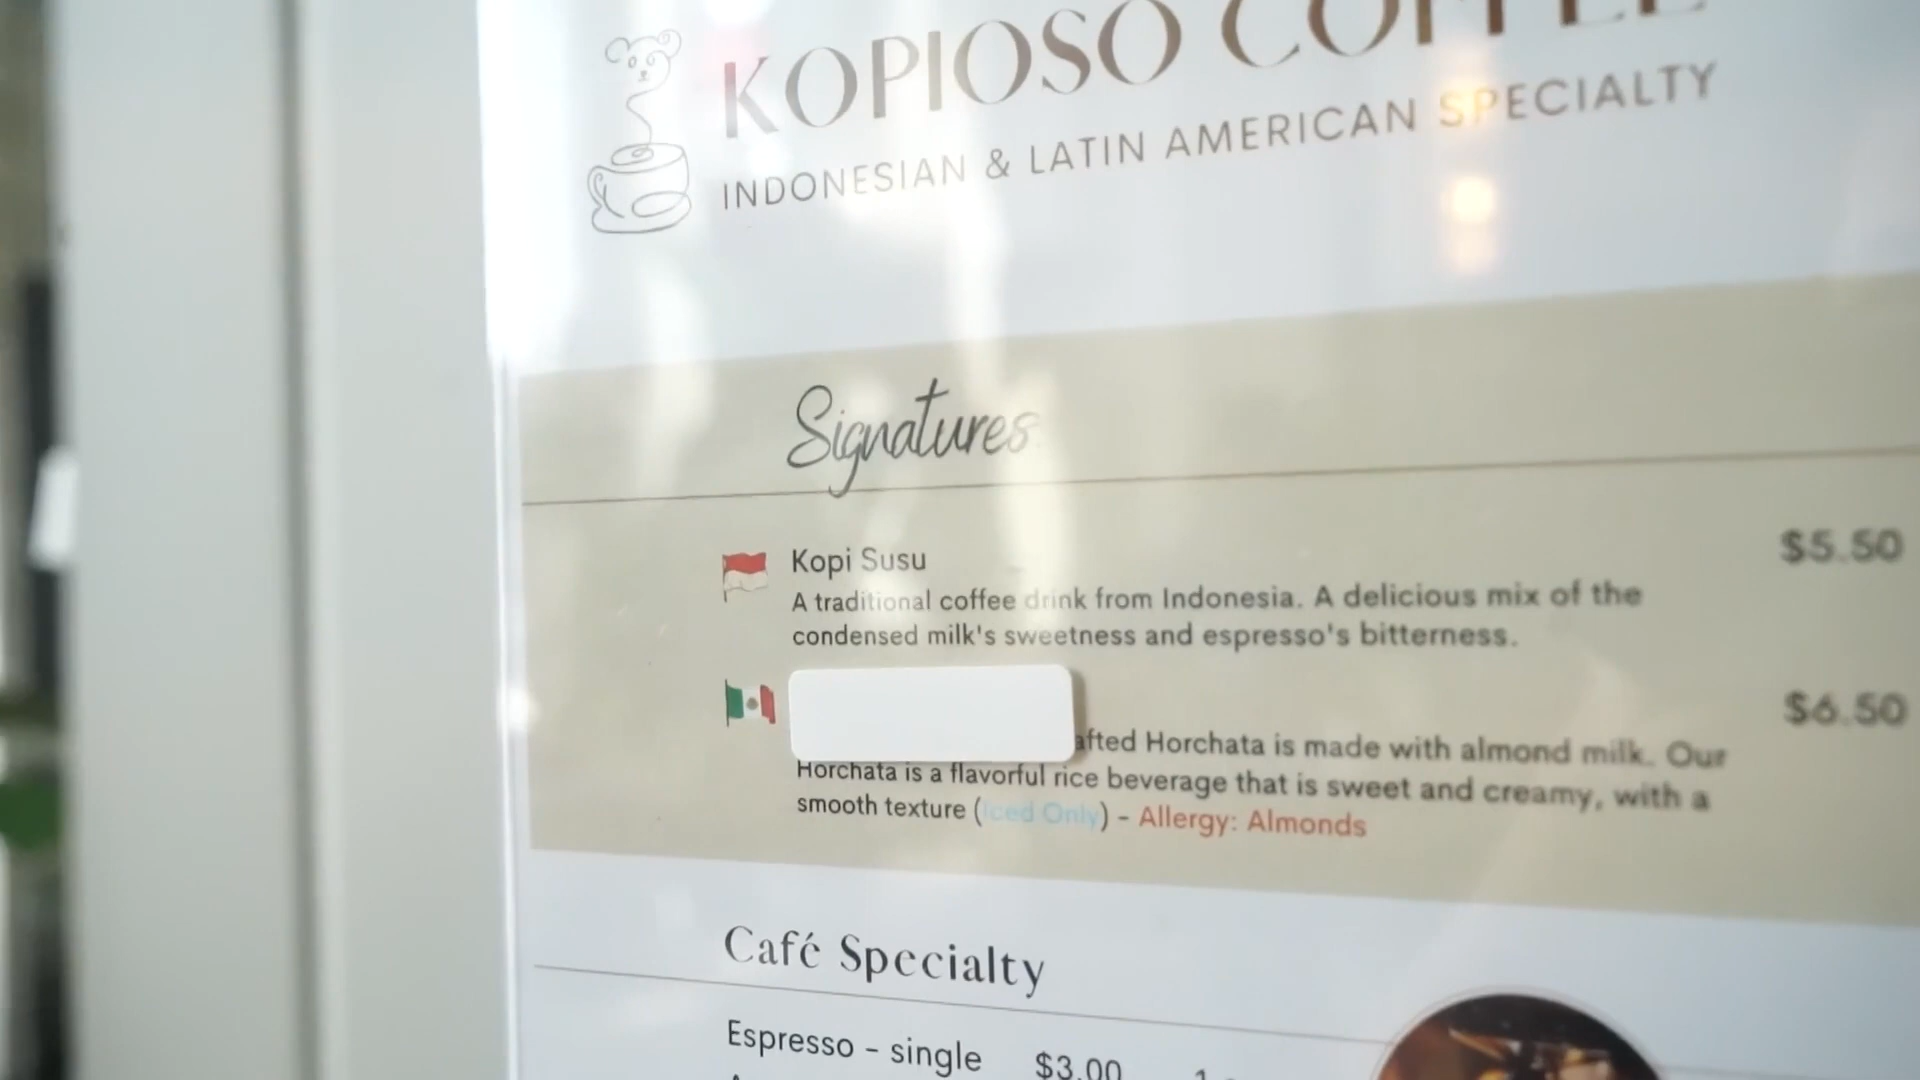 KOPIOSO COFFEE
INDONESIAN & LATIN AMERICAN SPECIALTY
Signatures
Kopi Susu $5.50
A traditional coffee drink from Indonesia. A delicious mix of the
condensed milk's sweetness and espresso's bitterness.
$6.50
afted Horchata is made with almond milk. Our
Horchata is a flavorful rice beverage that is sweet and creamy, with a
smooth texture (Iced Only) - Allergy: Almonds
Café Specialty
Espresso - single $3.00